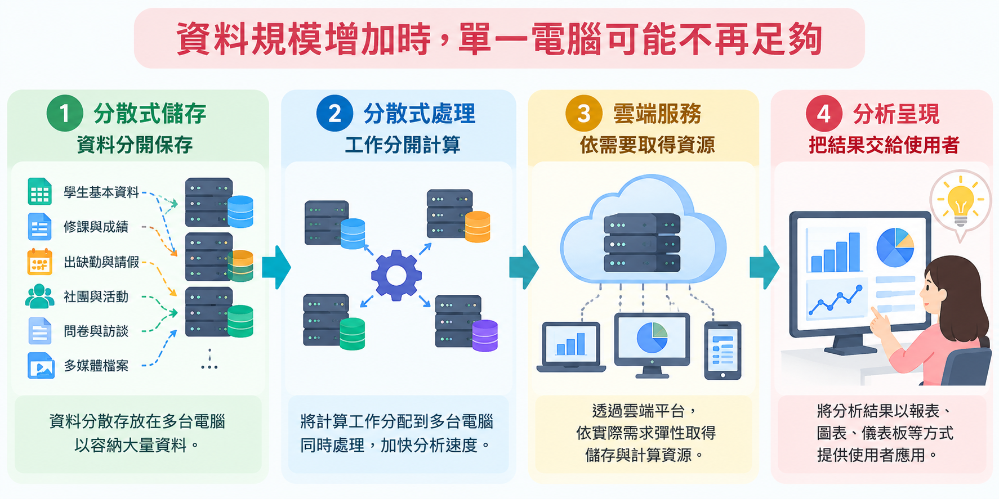 資料規模增加時，單一電腦可能不再足夠
1 分散式儲存
資料分開保存
學生基本資料
修課與成績
出缺勤與請假
社團與活動
問卷與訪談
多媒體檔案
資料分散存放在多台電腦
以容納大量資料。
2 分散式處理
工作分開計算
將計算工作分配到多台電腦
同時處理，加快分析速度。
3 雲端服務
依需要取得資源
透過雲端平台，
依實際需求彈性取得
儲存與計算資源。
4 分析呈現
把結果交給使用者
將分析結果以報表、
圖表、儀表板等方式
提供使用者應用。